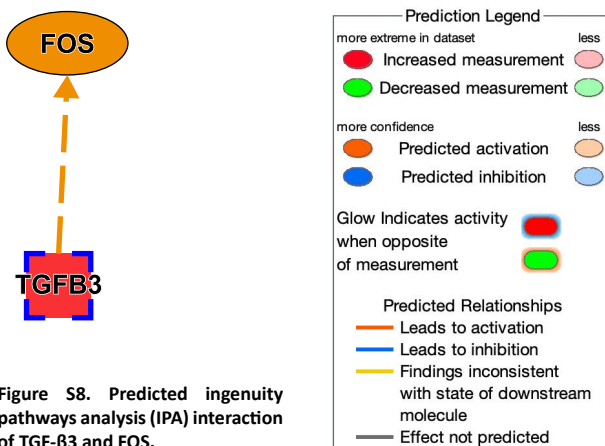 FOS
TGFB3
Figure S8. Predicted ingenuity
pathways analysis (IPA) interaction
of TGF-β3 and FOS.
Prediction Legend
more extreme in dataset less
Increased measurement
Decreased measurement
more confidence less
Predicted activation
Predicted inhibition
Glow Indicates activity
when opposite
of measurement
Predicted Relationships
Leads to activation
Leads to inhibition
Findings inconsistent
with state of downstream
molecule
Effect not predicted